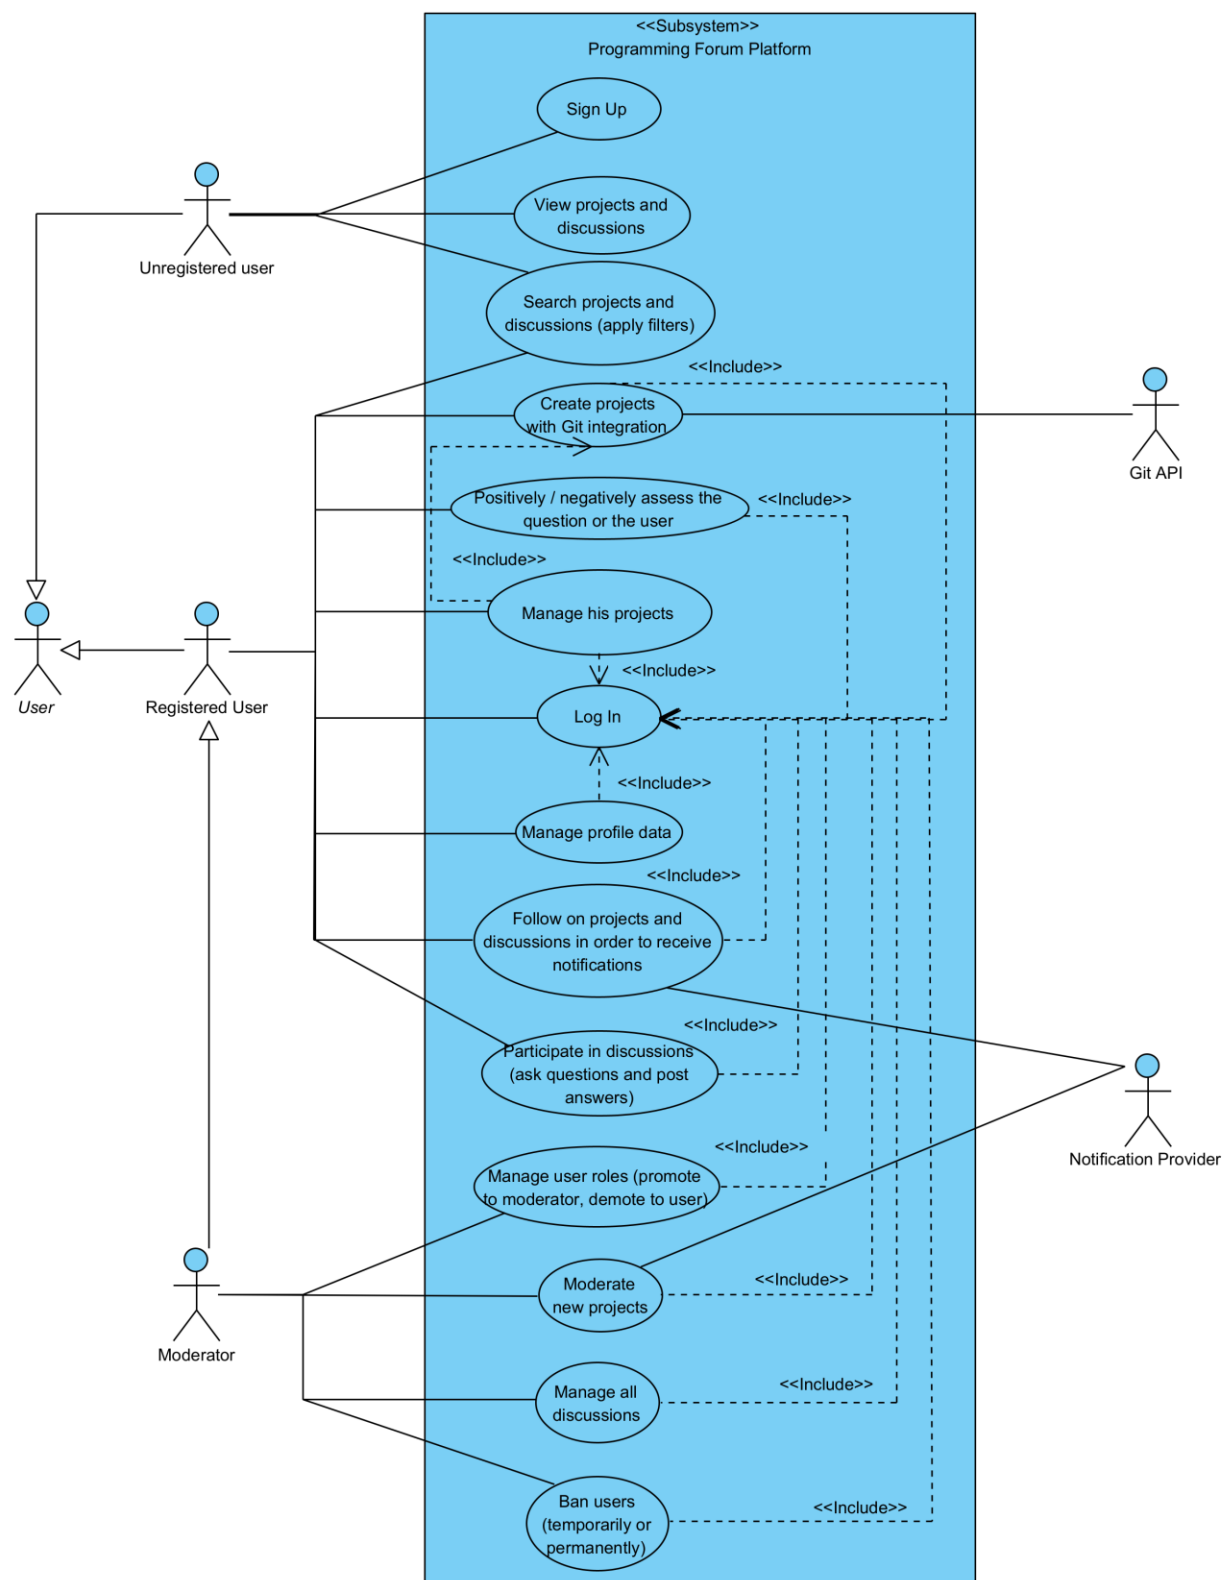 <<Subsystem>>
Programming Forum Platform
Sign Up
View projects and
discussions
Unregistered user
Search projects and
discussions (apply filters)
<<Include>>
Create projects
with Git integration
Git API
Positively / negatively assess the
question or the user
<<Include>>
<<Include>>
Manage his projects
<<Include>>
User
Registered User
Log In
<<Include>>
Manage profile data
<<Include>>
Follow on projects and
discussions in order to receive
notifications
<<Include>>
Participate in discussions
(ask questions and post
answers)
Notification Provider
<<Include>>
Manage user roles (promote
to moderator, demote to user)
<<Include>>
Moderate
new projects
Moderator
<<Include>>
Manage all
discussions
<<Include>>
Ban users
(temporarily or
permanently)